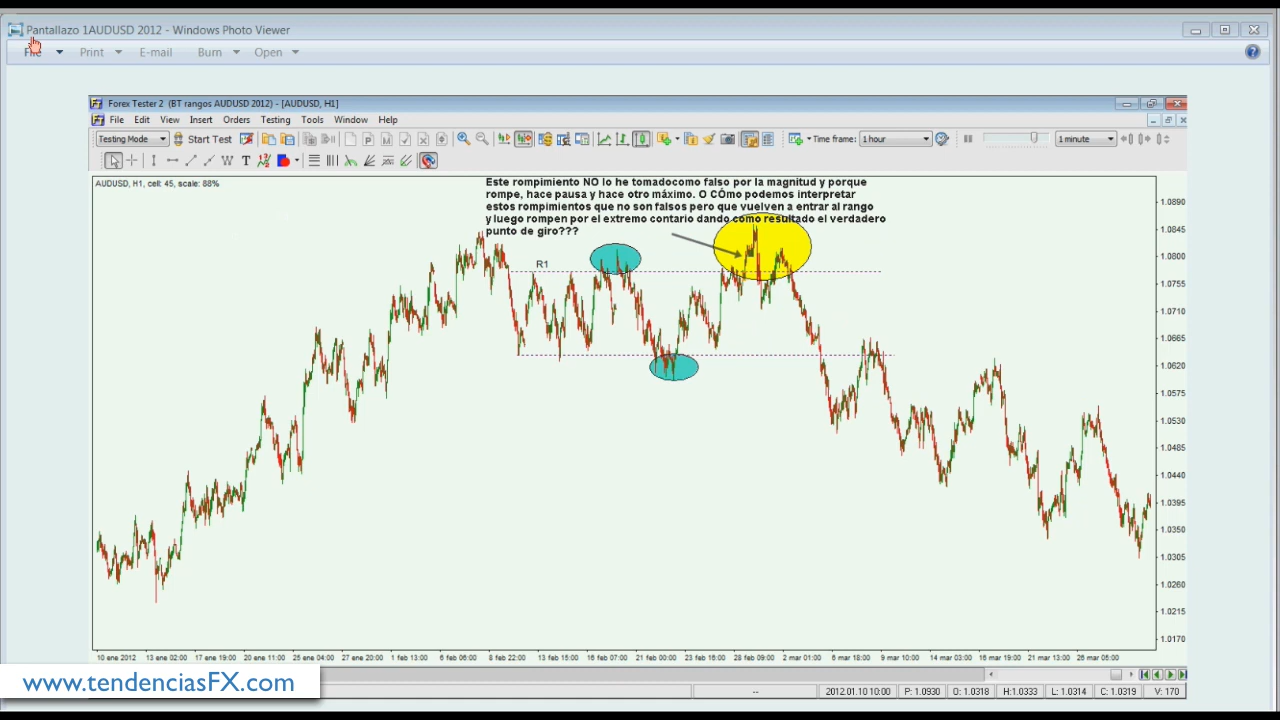 Pantallazo 1AUDUSD 2012 - Windows Photo Viewer
File Print E-mail Burn Open
Forex Tester 2 (BT rangos AUDUSD 2012) - [AUDUSD, H1]
File Edit View Insert Orders Testing Tools Window Help
Testing Mode Start Test Time frame: 1 hour 1 minute
AUDUSD, H1, cell: 45, scale: 88%
Este rompimiento NO lo he tomadocomo falso por la magnitud y porque
rompe, hace pausa y hace otro máximo. O CÓmo podemos interpretar
estos rompimientos que no son falsos pero que vuelven a entrar al rango
y luego rompen por el extremo contario dando como resultado el verdadero
punto de giro???
R1
1.0890
1.0845
1.0800
1.0755
1.0710
1.0665
1.0620
1.0575
1.0530
1.0485
1.0440
1.0395
1.0350
1.0305
1.0260
1.0215
1.0170
10 ene 2012 13 ene 02:00 17 ene 19:00 20 ene 11:00 25 ene 04:00 27 ene 20:00 1 feb 13:00 6 feb 06:00 8 feb 22:00 13 feb 15:00 16 feb 07:00 21 feb 00:00 23 feb 16:00 28 feb 09:00 2 mar 01:00 6 mar 18:00 9 mar 10:00 14 mar 03:00 16 mar 19:00 21 mar 13:00 26 mar 05:00
www.tendenciasFX.com
-- 2012.01.10 10:00 P: 1.0930 O: 1.0318 H: 1.0333 L: 1.0314 C: 1.0319 V: 170